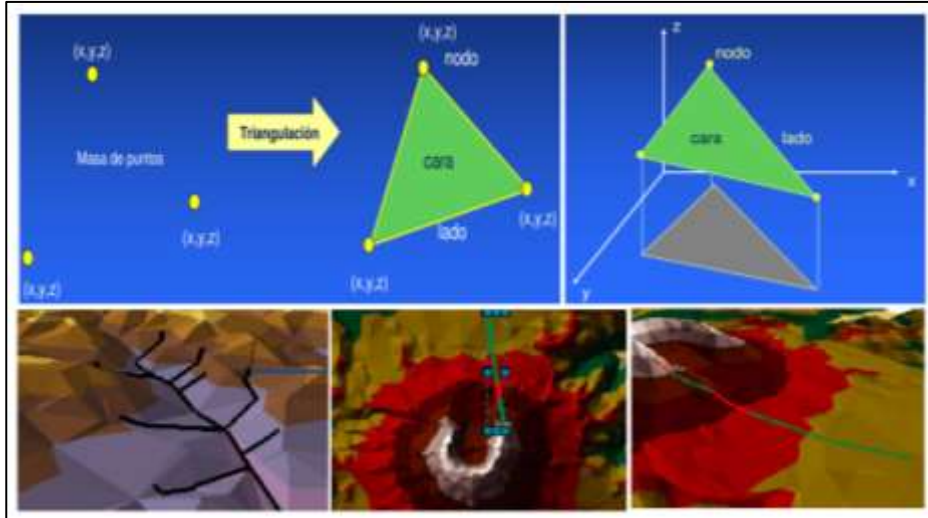 (x,y,z)
(x,y,z)
nodo
Triangulación
Masa de puntos
cara
(x,y,z)
(x,y,z)
lado
(x,y,z)
(x,y,z)
z
nodo
cara
lado
x
y